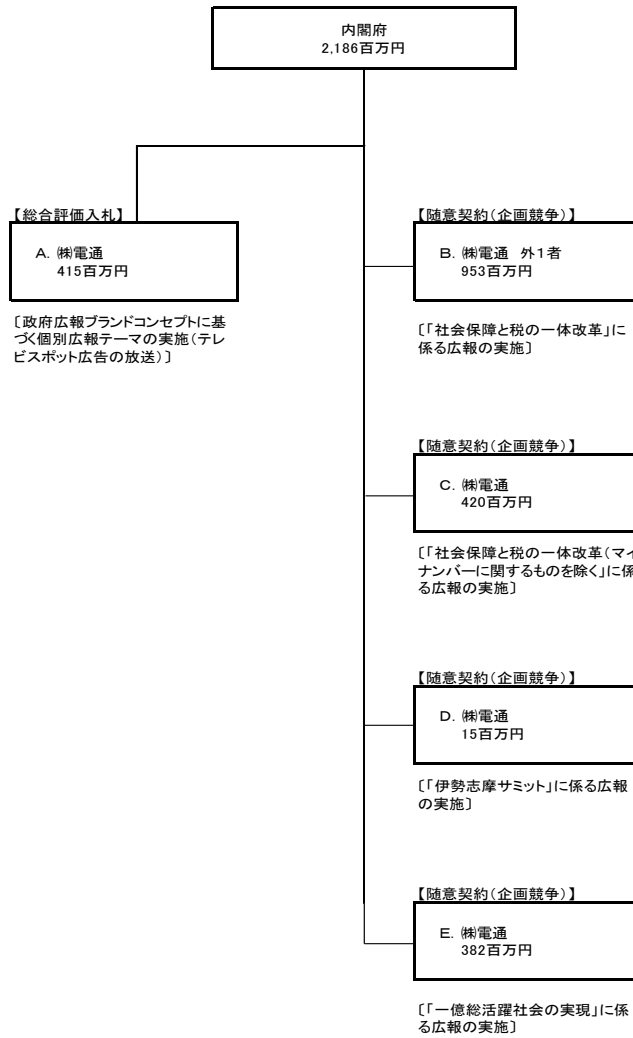 内閣府
2,186百万円
【総合評価入札】
A. ㈱電通
415百万円
〔政府広報ブランドコンセプトに基
づく個別広報テーマの実施(テレ
ビスポット広告の放送)〕
【随意契約(企画競争)】
B. ㈱電通 外1者
953百万円
〔「社会保障と税の一体改革」に
係る広報の実施〕
【随意契約(企画競争)】
C. ㈱電通
420百万円
〔「社会保障と税の一体改革(マイ
ナンバーに関するものを除く」に係
る広報の実施〕
【随意契約(企画競争)】
D. ㈱電通
15百万円
〔「伊勢志摩サミット」に係る広報
の実施〕
【随意契約(企画競争)】
E. ㈱電通
382百万円
〔「一億総活躍社会の実現」に係
る広報の実施〕